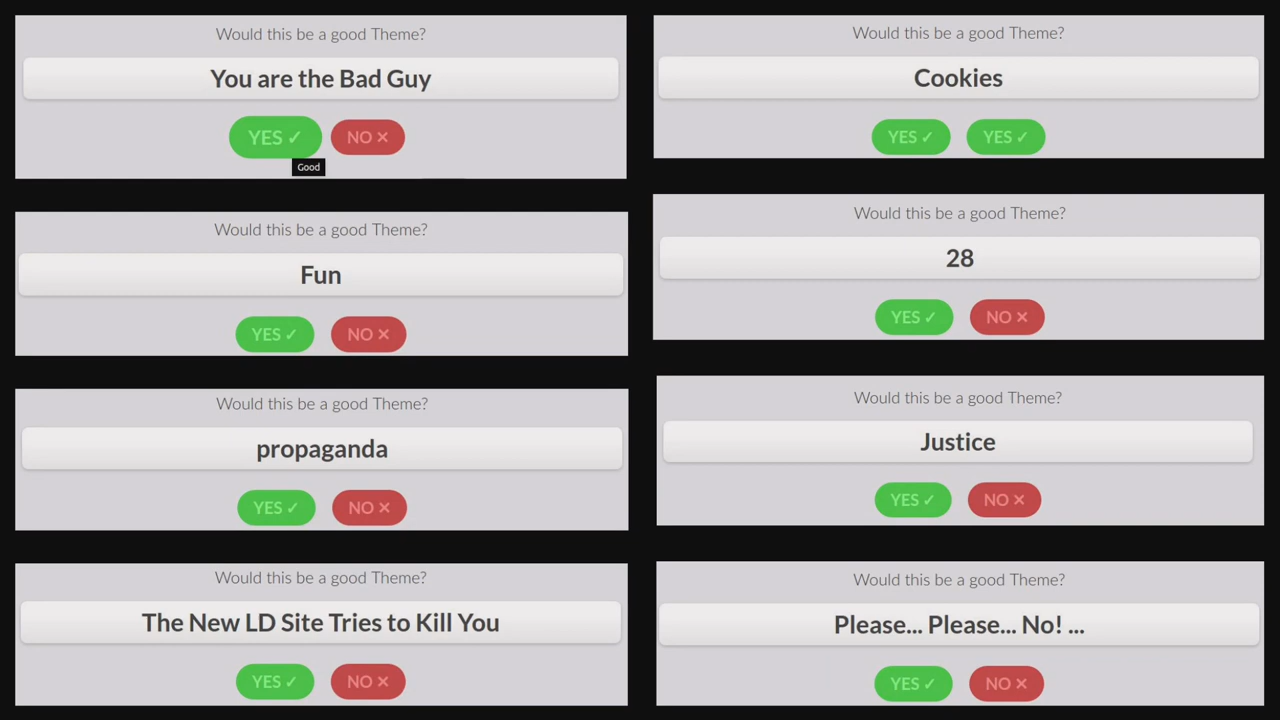 Would this be a good Theme?
You are the Bad Guy
YES ✓ NO ✕
Good
Would this be a good Theme?
Fun
YES ✓ NO ✕
Would this be a good Theme?
propaganda
YES ✓ NO ✕
Would this be a good Theme?
The New LD Site Tries to Kill You
YES ✓ NO ✕
Would this be a good Theme?
Cookies
YES ✓ YES ✓
Would this be a good Theme?
28
YES ✓ NO ✕
Would this be a good Theme?
Justice
YES ✓ NO ✕
Would this be a good Theme?
Please... Please... No! ...
YES ✓ NO ✕